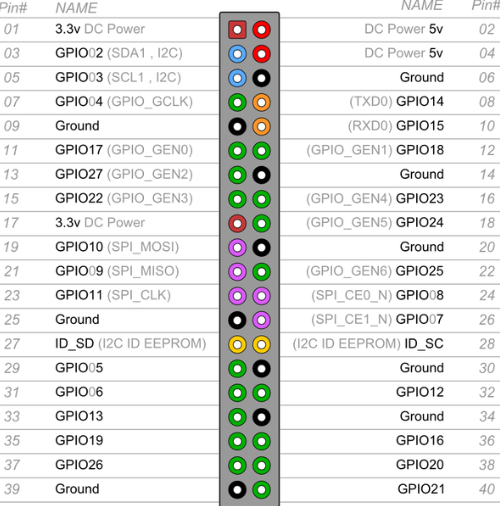 Pin# NAME NAME Pin#
01 3.3v DC Power DC Power 5v 02
03 GPIO02 (SDA1 , I2C) DC Power 5v 04
05 GPIO03 (SCL1 , I2C) Ground 06
07 GPIO04 (GPIO_GCLK) (TXD0) GPIO14 08
09 Ground (RXD0) GPIO15 10
11 GPIO17 (GPIO_GEN0) (GPIO_GEN1) GPIO18 12
13 GPIO27 (GPIO_GEN2) Ground 14
15 GPIO22 (GPIO_GEN3) (GPIO_GEN4) GPIO23 16
17 3.3v DC Power (GPIO_GEN5) GPIO24 18
19 GPIO10 (SPI_MOSI) Ground 20
21 GPIO09 (SPI_MISO) (GPIO_GEN6) GPIO25 22
23 GPIO11 (SPI_CLK) (SPI_CE0_N) GPIO08 24
25 Ground (SPI_CE1_N) GPIO07 26
27 ID_SD (I2C ID EEPROM) (I2C ID EEPROM) ID_SC 28
29 GPIO05 Ground 30
31 GPIO06 GPIO12 32
33 GPIO13 Ground 34
35 GPIO19 GPIO16 36
37 GPIO26 GPIO20 38
39 Ground GPIO21 40